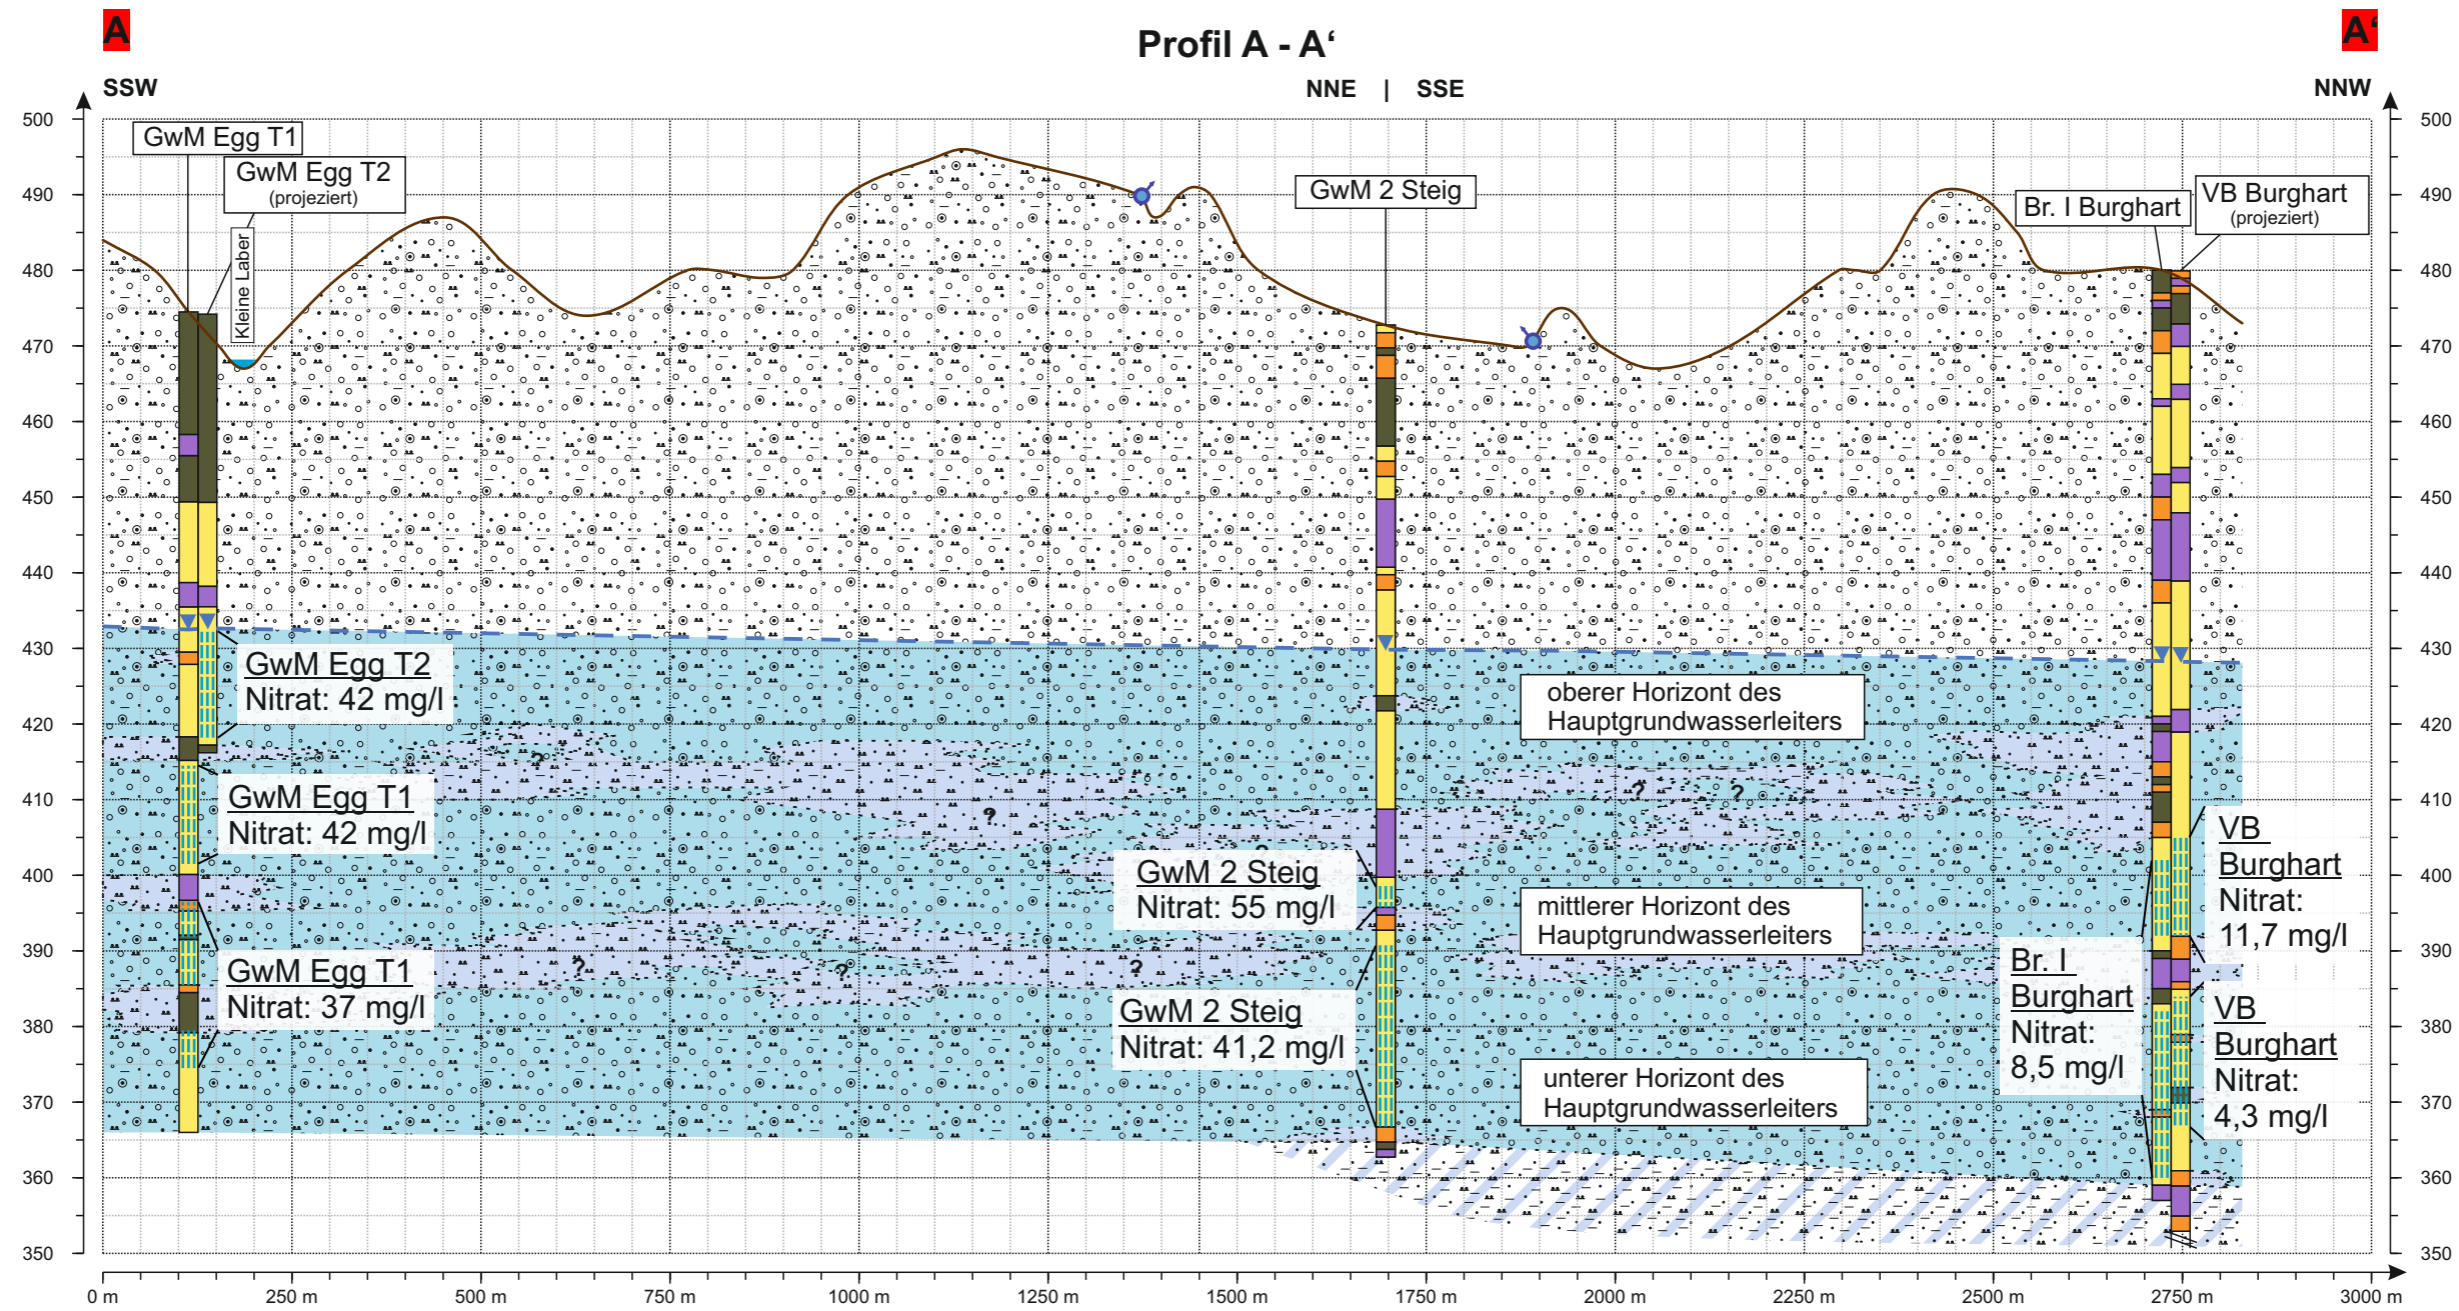 A
A‘
Profil A - A‘
SSW
NNE | SSE
NNW
500
490
480
470
460
450
440
430
420
410
400
390
380
370
360
350
500
490
480
470
460
450
440
430
420
410
400
390
380
370
360
350
GwM Egg T1
GwM Egg T2
(projeziert)
Kleine Laber
GwM 2 Steig
Br. I Burghart
VB Burghart
(projeziert)
GwM Egg T2
Nitrat: 42 mg/l
GwM Egg T1
Nitrat: 42 mg/l
GwM Egg T1
Nitrat: 37 mg/l
?
?
?
?
?
?
?
GwM 2 Steig
Nitrat: 55 mg/l
GwM 2 Steig
Nitrat: 41,2 mg/l
oberer Horizont des
Hauptgrundwasserleiters
mittlerer Horizont des
Hauptgrundwasserleiters
unterer Horizont des
Hauptgrundwasserleiters
Br. I
Burghart
Nitrat:
8,5 mg/l
VB
Burghart
Nitrat:
11,7 mg/l
VB
Burghart
Nitrat:
4,3 mg/l
0 m
250 m
500 m
750 m
1000 m
1250 m
1500 m
1750 m
2000 m
2250 m
2500 m
2750 m
3000 m